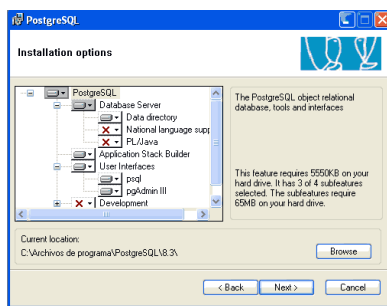 PostgreSQL
Installation options
PostgreSQL
Database Server
Data directory
National language supp
PL/Java
Application Stack Builder
User Interfaces
psql
pgAdmin III
Development
The PostgreSQL object relational
database, tools and interfaces
This feature requires 5550KB on your
hard drive. It has 3 of 4 subfeatures
selected. The subfeatures require
65MB on your hard drive.
Current location:
C:\Archivos de programa\PostgreSQL\8.3\
Browse
< Back
Next >
Cancel